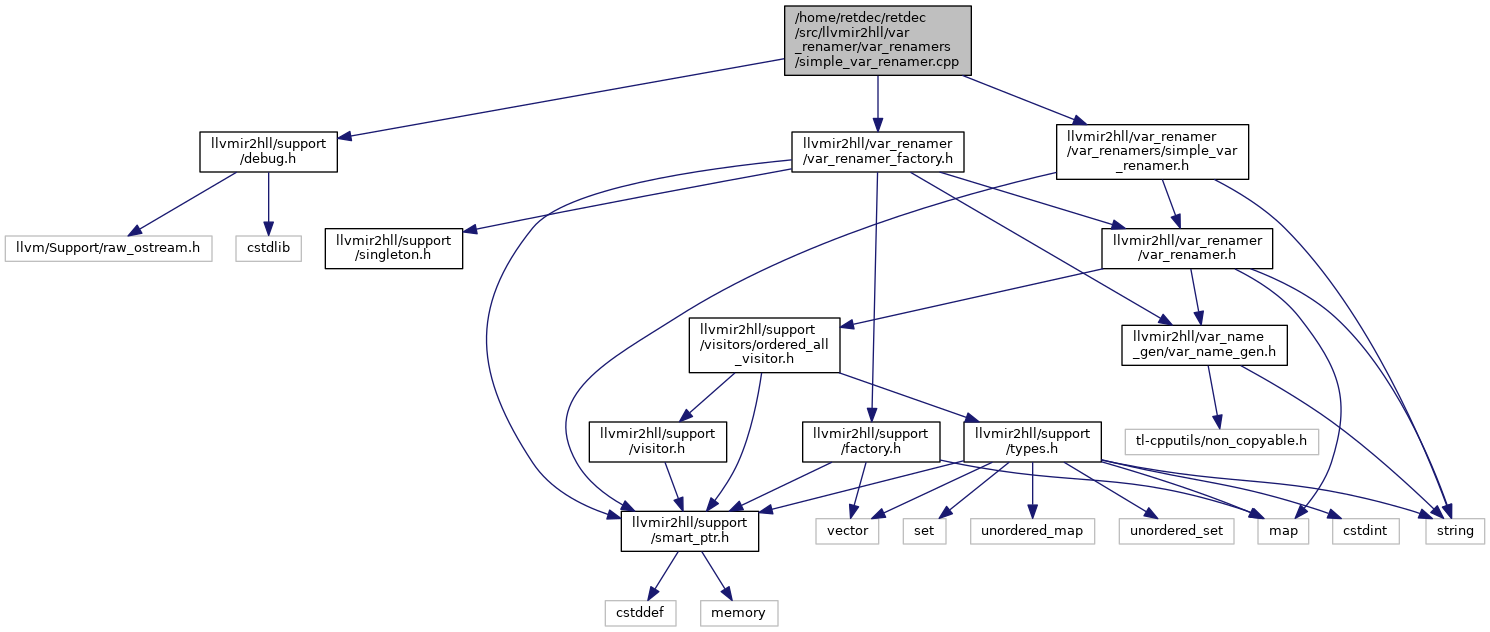 /home/retdec/retdec
/src/llvmir2hll/var
_renamer/var_renamers
/simple_var_renamer.cpp
llvmir2hll/support
/debug.h
llvmir2hll/var_renamer
/var_renamer_factory.h
llvmir2hll/var_renamer
/var_renamers/simple_var
_renamer.h
llvm/Support/raw_ostream.h
cstdlib
llvmir2hll/support
/singleton.h
llvmir2hll/var_renamer
/var_renamer.h
llvmir2hll/support
/visitors/ordered_all
_visitor.h
llvmir2hll/var_name
_gen/var_name_gen.h
llvmir2hll/support
/visitor.h
llvmir2hll/support
/factory.h
llvmir2hll/support
/types.h
tl-cpputils/non_copyable.h
llvmir2hll/support
/smart_ptr.h
vector
set
unordered_map
unordered_set
map
cstdint
string
cstddef
memory